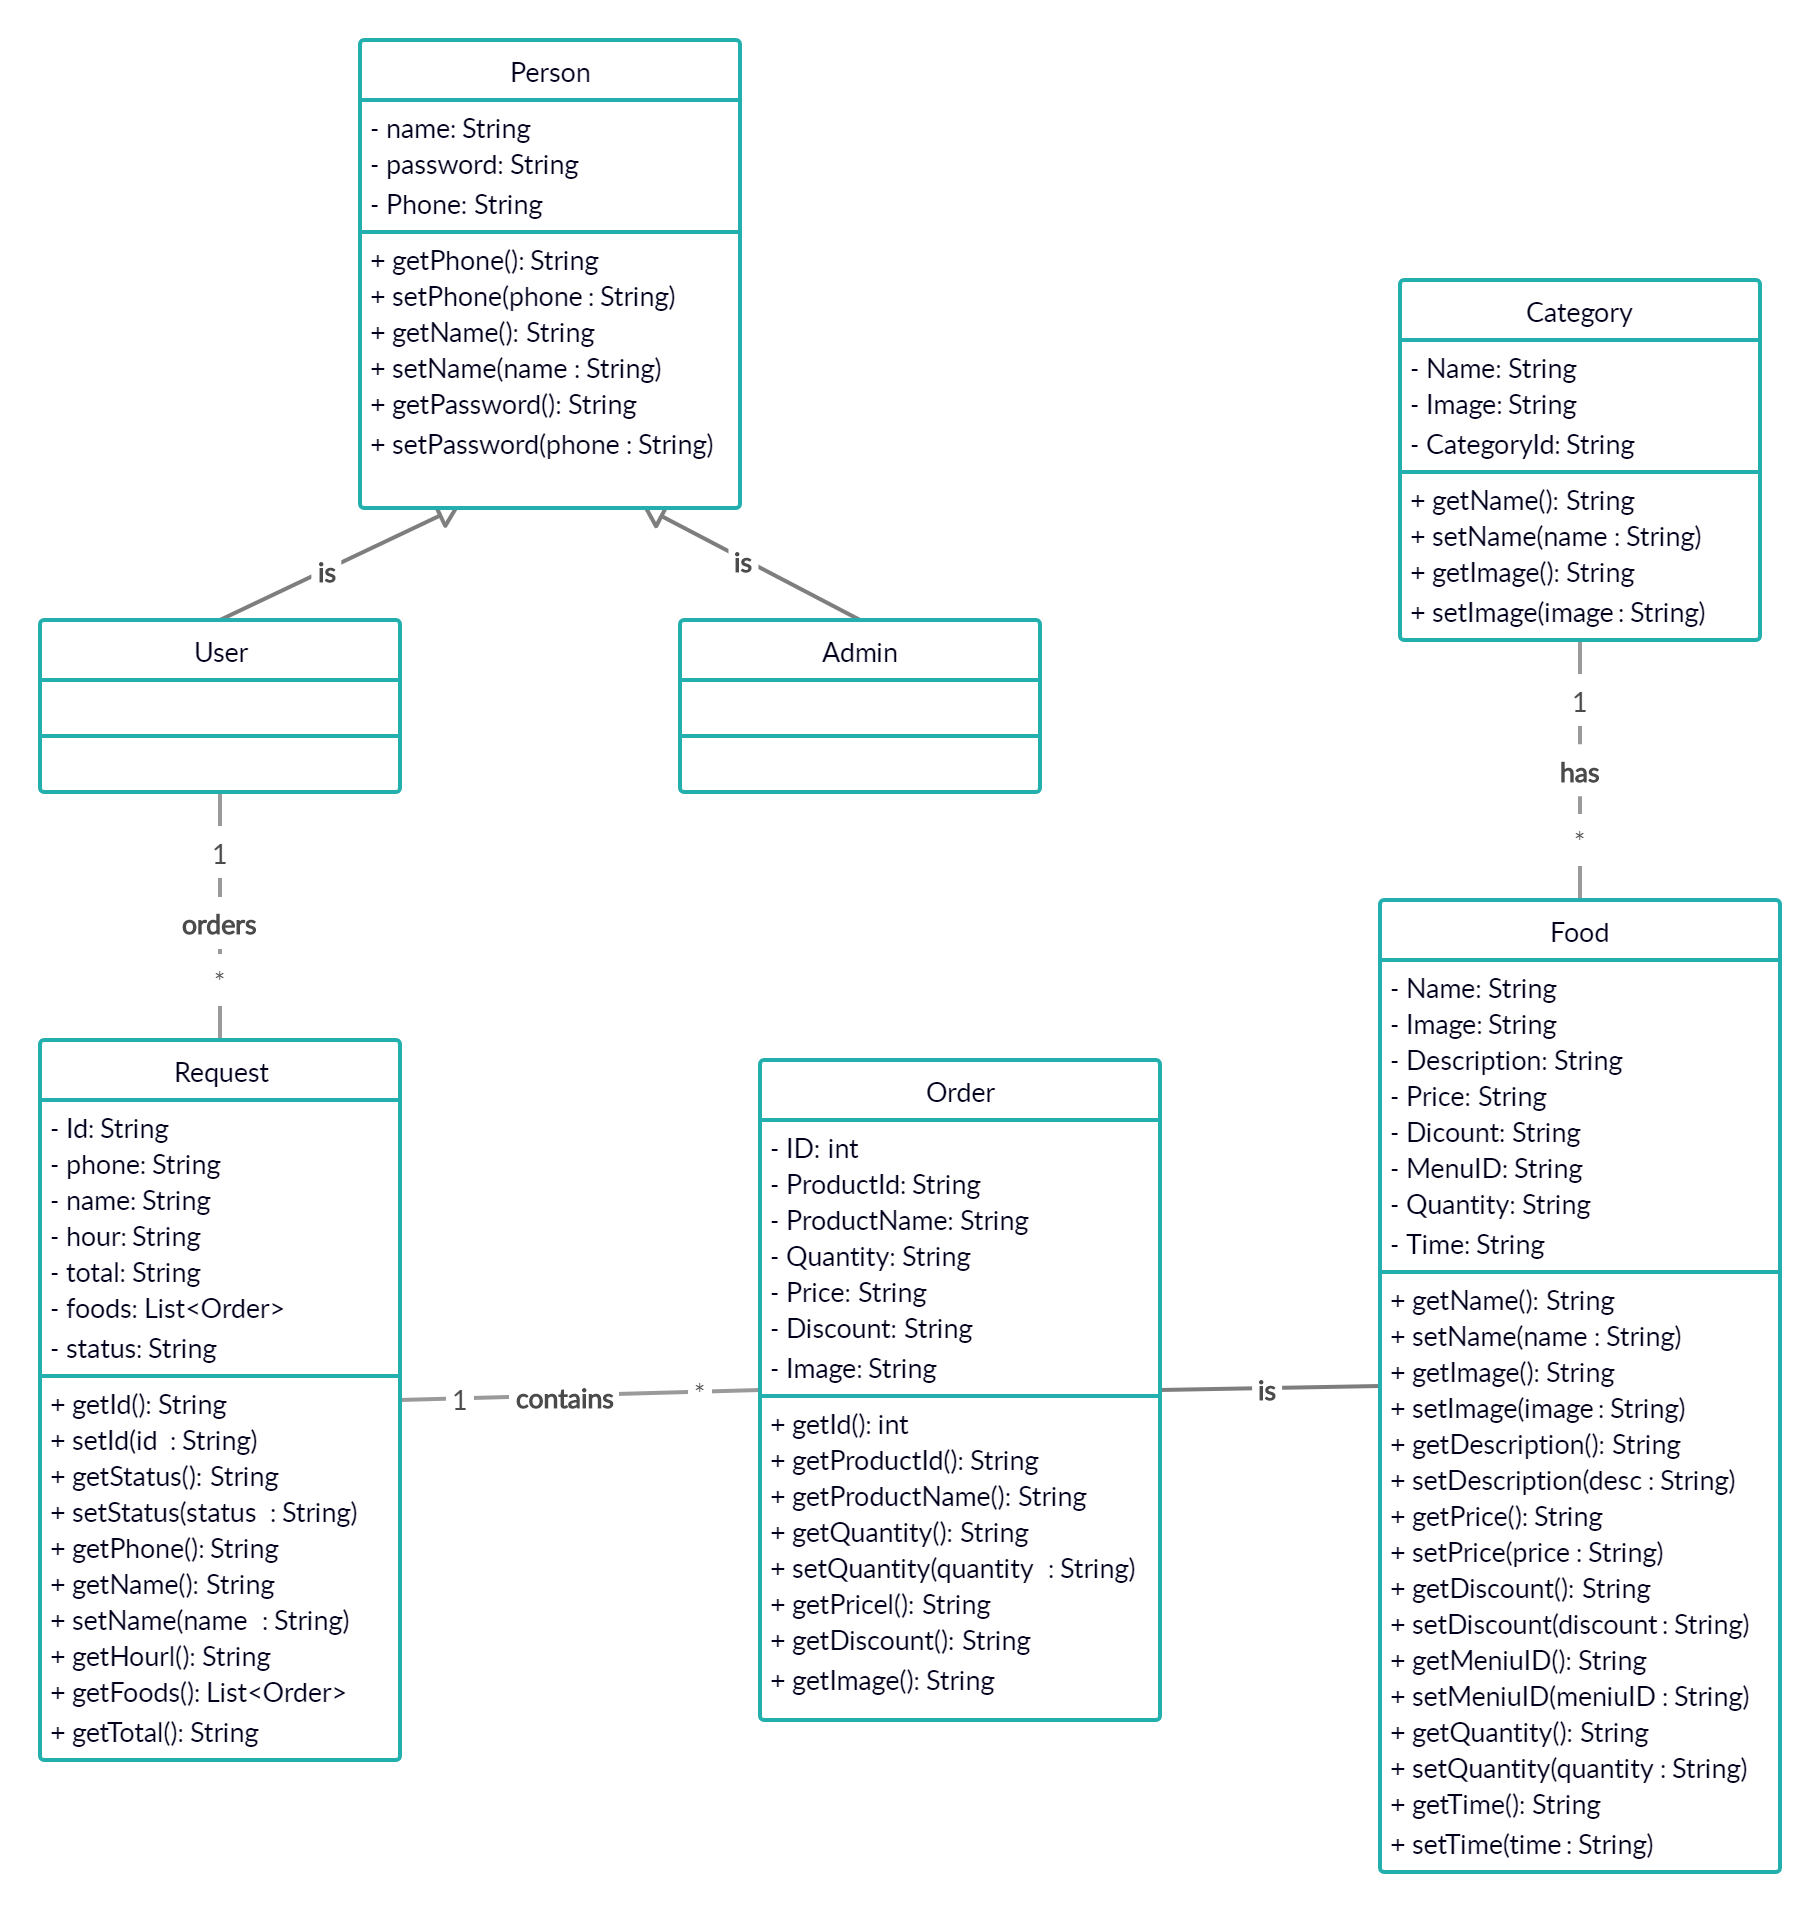 Person
- name: String
- password: String
- Phone: String
+ getPhone(): String
+ setPhone(phone : String)
+ getName(): String
+ setName(name : String)
+ getPassword(): String
+ setPassword(phone : String)
is
is
User
Admin
Category
- Name: String
- Image: String
- CategoryId: String
+ getName(): String
+ setName(name : String)
+ getImage(): String
+ setImage(image : String)
1
has
*
1
orders
*
Request
- Id: String
- phone: String
- name: String
- hour: String
- total: String
- foods: List<Order>
- status: String
+ getId(): String
+ setId(id : String)
+ getStatus(): String
+ setStatus(status : String)
+ getPhone(): String
+ getName(): String
+ setName(name : String)
+ getHourl(): String
+ getFoods(): List<Order>
+ getTotal(): String
1
contains
*
Order
- ID: int
- ProductId: String
- ProductName: String
- Quantity: String
- Price: String
- Discount: String
- Image: String
+ getId(): int
+ getProductId(): String
+ getProductName(): String
+ getQuantity(): String
+ setQuantity(quantity : String)
+ getPricel(): String
+ getDiscount(): String
+ getImage(): String
is
Food
- Name: String
- Image: String
- Description: String
- Price: String
- Dicount: String
- MenuID: String
- Quantity: String
- Time: String
+ getName(): String
+ setName(name : String)
+ getImage(): String
+ setImage(image : String)
+ getDescription(): String
+ setDescription(desc : String)
+ getPrice(): String
+ setPrice(price : String)
+ getDiscount(): String
+ setDiscount(discount : String)
+ getMeniuID(): String
+ setMeniuID(meniuID : String)
+ getQuantity(): String
+ setQuantity(quantity : String)
+ getTime(): String
+ setTime(time : String)